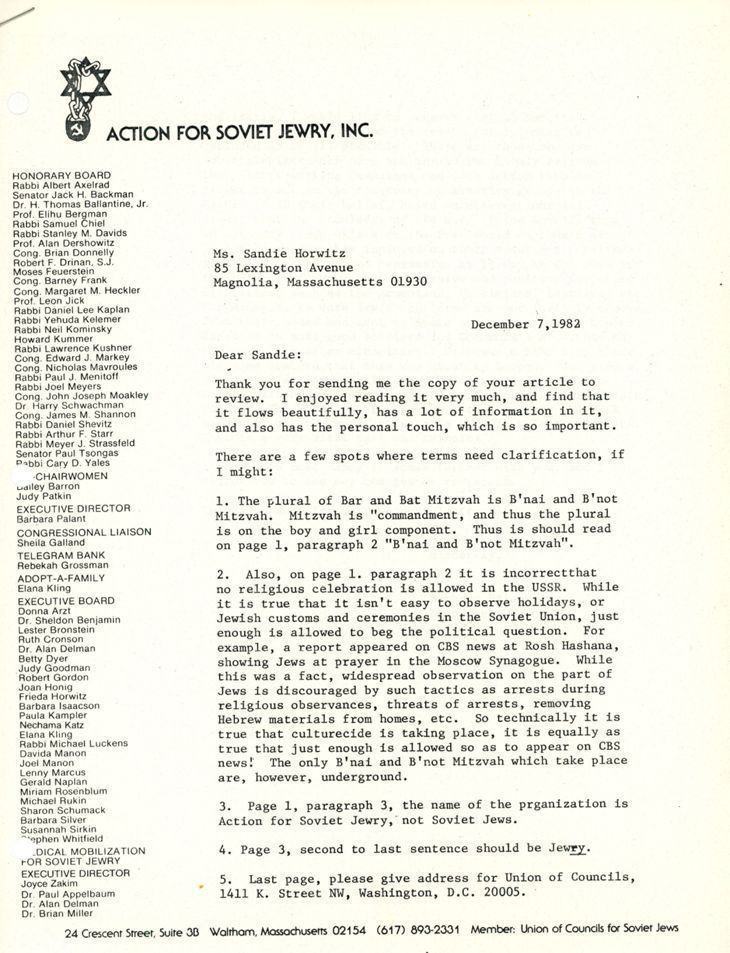 ACTION FOR SOVIET JEWRY, INC.
HONORARY BOARD
Rabbi Albert Axelrad
Senator Jack H. Backman
Dr. H. Thomas Ballantine, Jr.
Prof. Elihu Bergman
Rabbi Samuel Chiel
Rabbi Stanley M. Davids
Prof. Alan Dershowitz
Cong. Brian Donnelly
Robert F. Drinan, S.J.
Moses Feuerstein
Cong. Barney Frank
Cong. Margaret M. Heckler
Prof. Leon Jick
Rabbi Daniel Lee Kaplan
Rabbi Yehuda Kelemer
Rabbi Neil Kominsky
Howard Kummer
Rabbi Lawrence Kushner
Cong. Edward J. Markey
Cong. Nicholas Mavroules
Rabbi Paul J. Menitoff
Rabbi Joel Meyers
Cong. John Joseph Moakley
Dr Harry Schwachman
Cong. James M. Shannon
Rabbi Daniel Shevitz
Rabbi Arthur F. Starr
Rabbi Meyer J. Strassfeld
Senator Paul Tsongas
Rabbi Cary D. Yales
CHAIRWOMEN
Bailey Barron
Judy Patkin
EXECUTIVE DIRECTOR
Barbara Palant
CONGRESSIONAL LIAISON
Sheila Galland
TELEGRAM BANK
Rebekah Grossman
ADOPT-A-FAMILY
Elana Kling
EXECUTIVE BOARD
Donna Arzt
Dr. Sheldon Benjamin
Lester Bronstein
Ruth Cronson
Dr. Alan Delman
Betty Dyer
Judy Goodman
Robert Gordon
Joan Honig
Frieda Horwitz
Barbara Isaacson
Paula Kampler
Nechama Katz
Elana Kling
Rabbi Michael Luckens
Davida Manon
Joel Manon
Lenny Marcus
Gerald Naplan
Miriam Rosenblum
Michael Rukin
Sharon Schumack
Barbara Silver
Susannah Sirkin
Stephen Whitfield
MEDICAL MOBILIZATION
FOR SOVIET JEWRY
EXECUTIVE DIRECTOR
Joyce Zakim
Dr. Paul Appelbaum
Dr. Alan Delman
Dr. Brian Miller
Ms. Sandie Horwitz
85 Lexington Avenue
Magnolia, Massachusetts 01930
December 7,1982
Dear Sandie:
Thank you for sending me the copy of your article to
review. I enjoyed reading it very much, and find that
it flows beautifully, has a lot of information in it,
and also has the personal touch, which is so important.
There are a few spots where terms need clarification, if
I might:
1. The plural of Bar and Bat Mitzvah is B'nai and B'not
Mitzvah. Mitzvah is "commandment, and thus the plural
is on the boy and girl component. Thus is should read
on page 1, paragraph 2 "B'nai and B'not Mitzvah".
2. Also, on page 1. paragraph 2 it is incorrectthat
no religious celebration is allowed in the USSR. While
it is true that it isn't easy to observe holidays, or
Jewish customs and ceremonies in the Soviet Union, just
enough is allowed to beg the political question. For
example, a report appeared on CBS news at Rosh Hashana,
showing Jews at prayer in the Moscow Synagogue. While
this was a fact, widespread observation on the part of
Jews is discouraged by such tactics as arrests during
religious observances, threats of arrests, removing
Hebrew materials from homes, etc. So technically it is
true that culturecide is taking place, it is equally as
true that just enough is allowed so as to appear on CBS
news! The only B'nai and B'not Mitzvah which take place
are, however, underground.
3. Page 1, paragraph 3, the name of the prganization is
Action for Soviet Jewry, not Soviet Jews.
4. Page 3, second to last sentence should be Jewry.
5. Last page, please give address for Union of Councils,
1411 K. Street NW, Washington, D.C. 20005.
24 Crescent Street, Suite 3B Waltham, Massachusetts 02154 (617) 893-2331 Member: Union of Councils for Soviet Jews